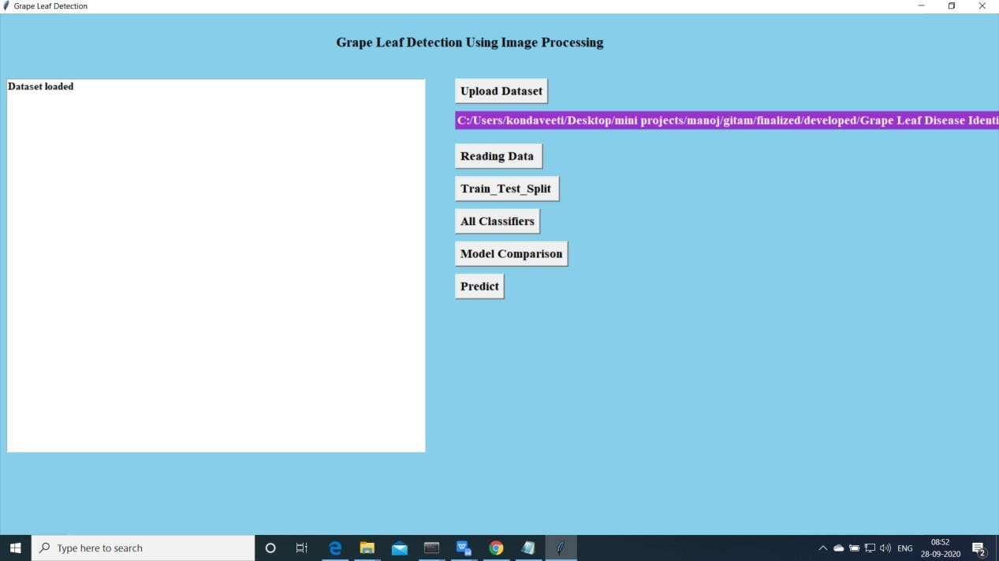 Grape Leaf Detection
Grape Leaf Detection Using Image Processing
Dataset loaded
Upload Dataset
C:/Users/kondaveeti/Desktop/mini projects/manoj/gitam/finalized/developed/Grape Leaf Disease Identi
Reading Data
Train_Test_Split
All Classifiers
Model Comparison
Predict
Type here to search
ENG
08:52
28-09-2020
2